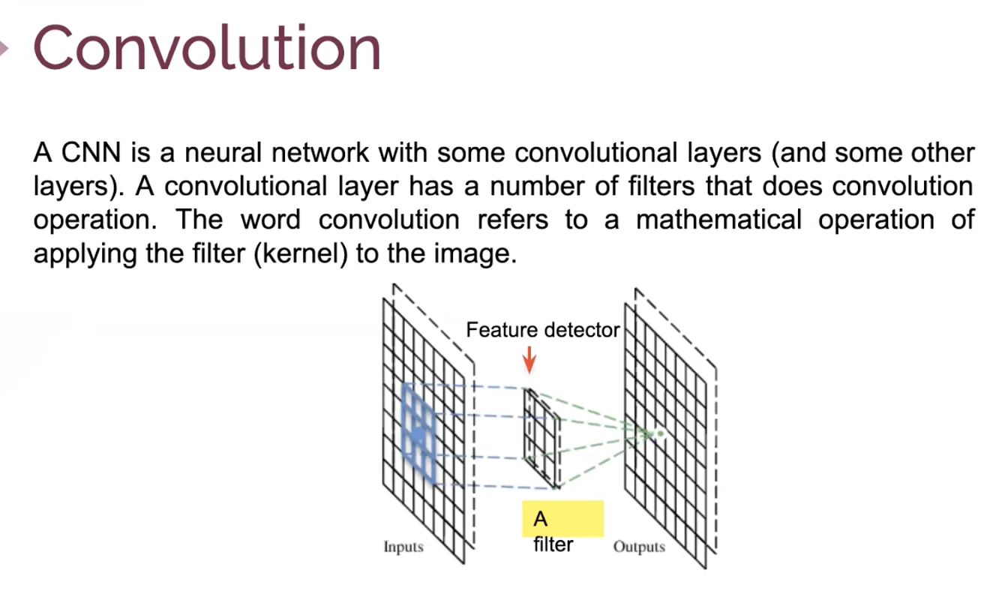 Convolution
A CNN is a neural network with some convolutional layers (and some other
layers). A convolutional layer has a number of filters that does convolution
operation. The word convolution refers to a mathematical operation of
applying the filter (kernel) to the image.
Feature detector
A
filter
Inputs
Outputs